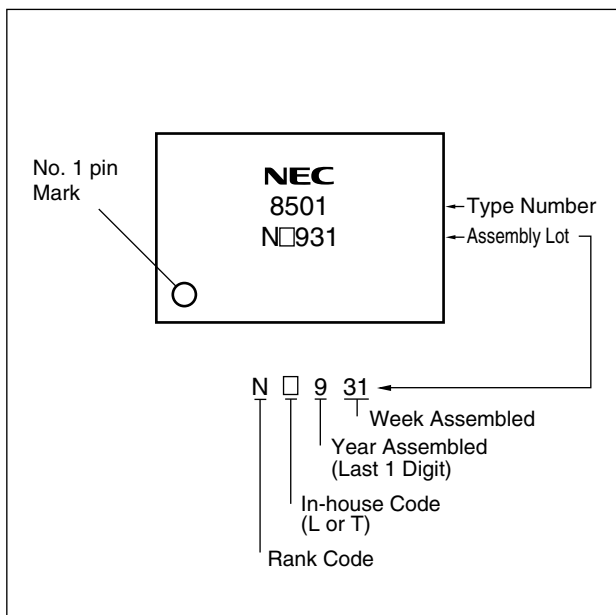 No. 1 pin
Mark
NEC
8501
N□931
Type Number
Assembly Lot
N □ 9 31
Week Assembled
Year Assembled
(Last 1 Digit)
In-house Code
(L or T)
Rank Code